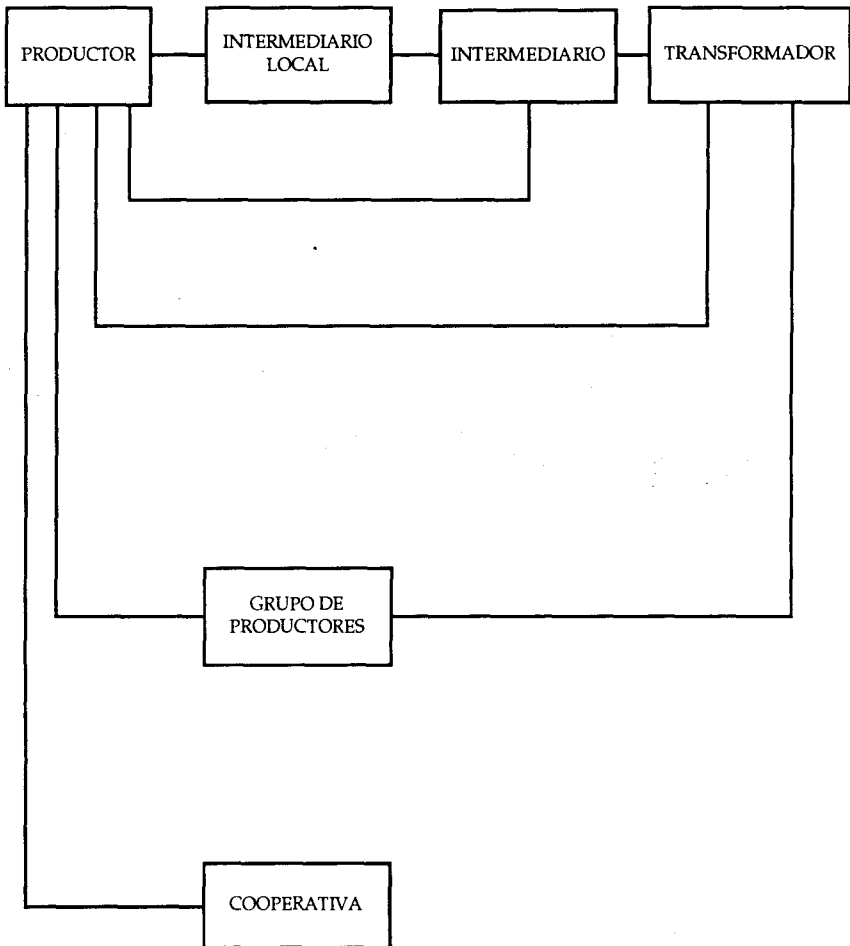 PRODUCTOR
INTERMEDIARIO
LOCAL
INTERMEDIARIO
TRANSFORMADOR
GRUPO DE
PRODUCTORES
COOPERATIVA